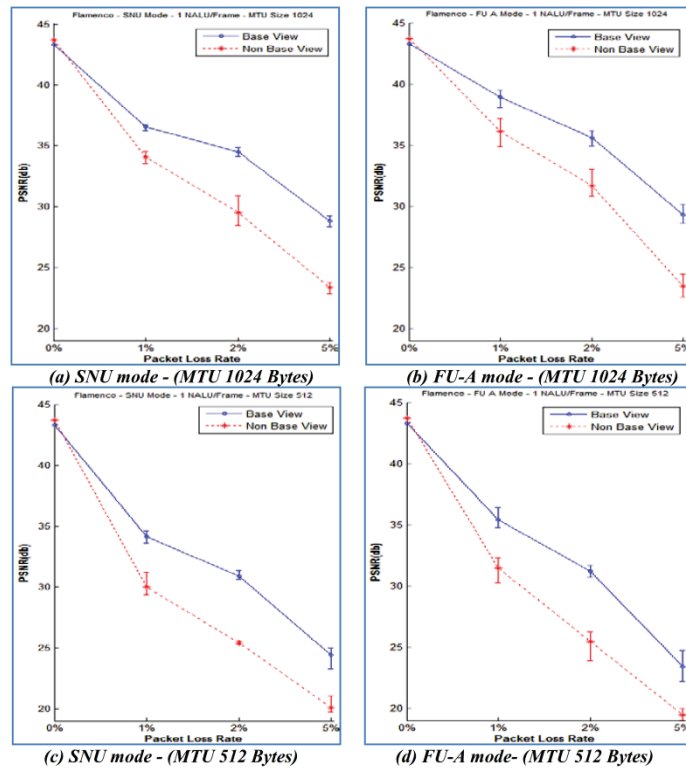 Flamenco - SNU Mode - 1 NALU/Frame - MTU Size 1024
45
40
35
30
25
20
PSNR(db)
Base View
Non Base View
0% 1% 2% 5%
Packet Loss Rate
(a) SNU mode - (MTU 1024 Bytes)
Flamenco - FU A Mode - 1 NALU/Frame - MTU Size 1024
45
40
35
30
25
20
PSNR(db)
Base View
Non Base View
0% 1% 2% 5%
Packet Loss Rate
(b) FU-A mode - (MTU 1024 Bytes)
Flamenco - SNU Mode - 1 NALU/Frame - MTU Size 512
45
40
35
30
25
20
PSNR(db)
Base View
Non Base View
0% 1% 2% 5%
Packet Loss Rate
(c) SNU mode - (MTU 512 Bytes)
Flamenco - FU A Mode - 1 NALU/Frame - MTU Size 512
45
40
35
30
25
20
PSNR(db)
Base View
Non Base View
0% 1% 2% 5%
Packet Loss Rate
(d) FU-A mode- (MTU 512 Bytes)